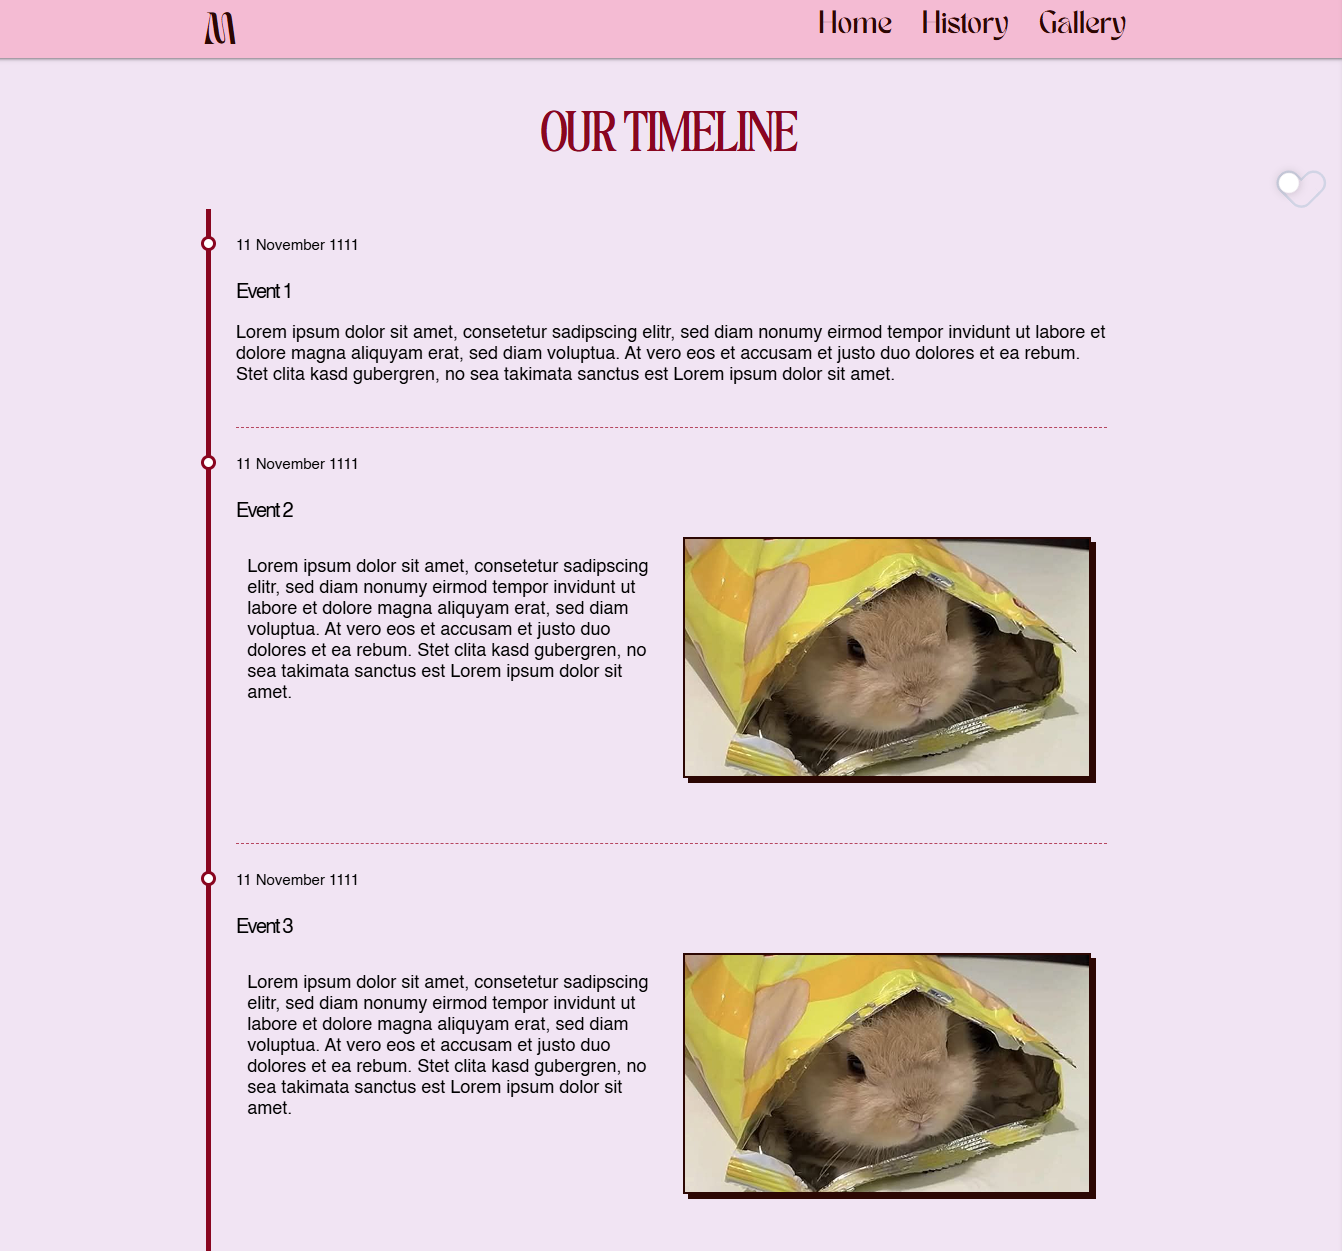 M
Home History Gallery
OUR TIMELINE
11 November 1111
Event 1
Lorem ipsum dolor sit amet, consetetur sadipscing elitr, sed diam nonumy eirmod tempor invidunt ut labore et
dolore magna aliquyam erat, sed diam voluptua. At vero eos et accusam et justo duo dolores et ea rebum.
Stet clita kasd gubergren, no sea takimata sanctus est Lorem ipsum dolor sit amet.
11 November 1111
Event 2
Lorem ipsum dolor sit amet, consetetur sadipscing
elitr, sed diam nonumy eirmod tempor invidunt ut
labore et dolore magna aliquyam erat, sed diam
voluptua. At vero eos et accusam et justo duo
dolores et ea rebum. Stet clita kasd gubergren, no
sea takimata sanctus est Lorem ipsum dolor sit
amet.
11 November 1111
Event 3
Lorem ipsum dolor sit amet, consetetur sadipscing
elitr, sed diam nonumy eirmod tempor invidunt ut
labore et dolore magna aliquyam erat, sed diam
voluptua. At vero eos et accusam et justo duo
dolores et ea rebum. Stet clita kasd gubergren, no
sea takimata sanctus est Lorem ipsum dolor sit
amet.